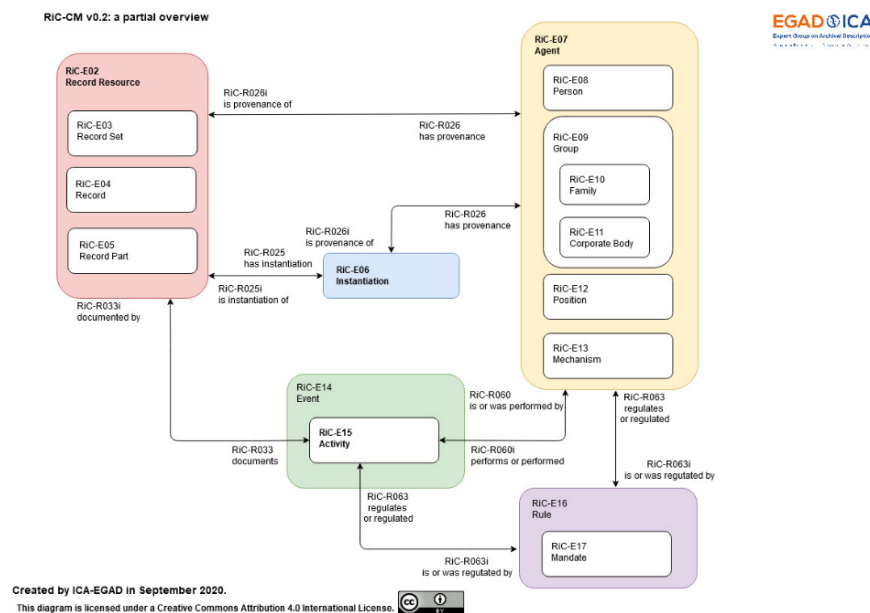 RiC-CM v0.2: a partial overview
EGAD ICA
Expert Group on Archival Description
RiC-E02
Record Resource
RiC-E03
Record Set
RiC-E04
Record
RiC-E05
Record Part
RiC-R026i
is provenance of
RiC-R026
has provenance
RiC-E07
Agent
RiC-E08
Person
RiC-E09
Group
RiC-E10
Family
RiC-E11
Corporate Body
RiC-E12
Position
RiC-E13
Mechanism
RiC-R026i
is provenance of
RiC-R026
has provenance
RiC-R025
has instantiation
RiC-R025i
is instantiation of
RiC-E06
Instantiation
RiC-R033i
documented by
RiC-R033
documents
RiC-E14
Event
RiC-E15
Activity
RiC-R060
is or was performed by
RiC-R060i
performs or performed
RiC-R063
regulates
or regulated
RiC-R063i
is or was regutated by
RiC-R063
regulates
or regulated
RiC-R063i
is or was regutated by
RiC-E16
Rule
RiC-E17
Mandate
Created by ICA-EGAD in September 2020.
This diagram is licensed under a Creative Commons Attribution 4.0 International License.
cc
BY